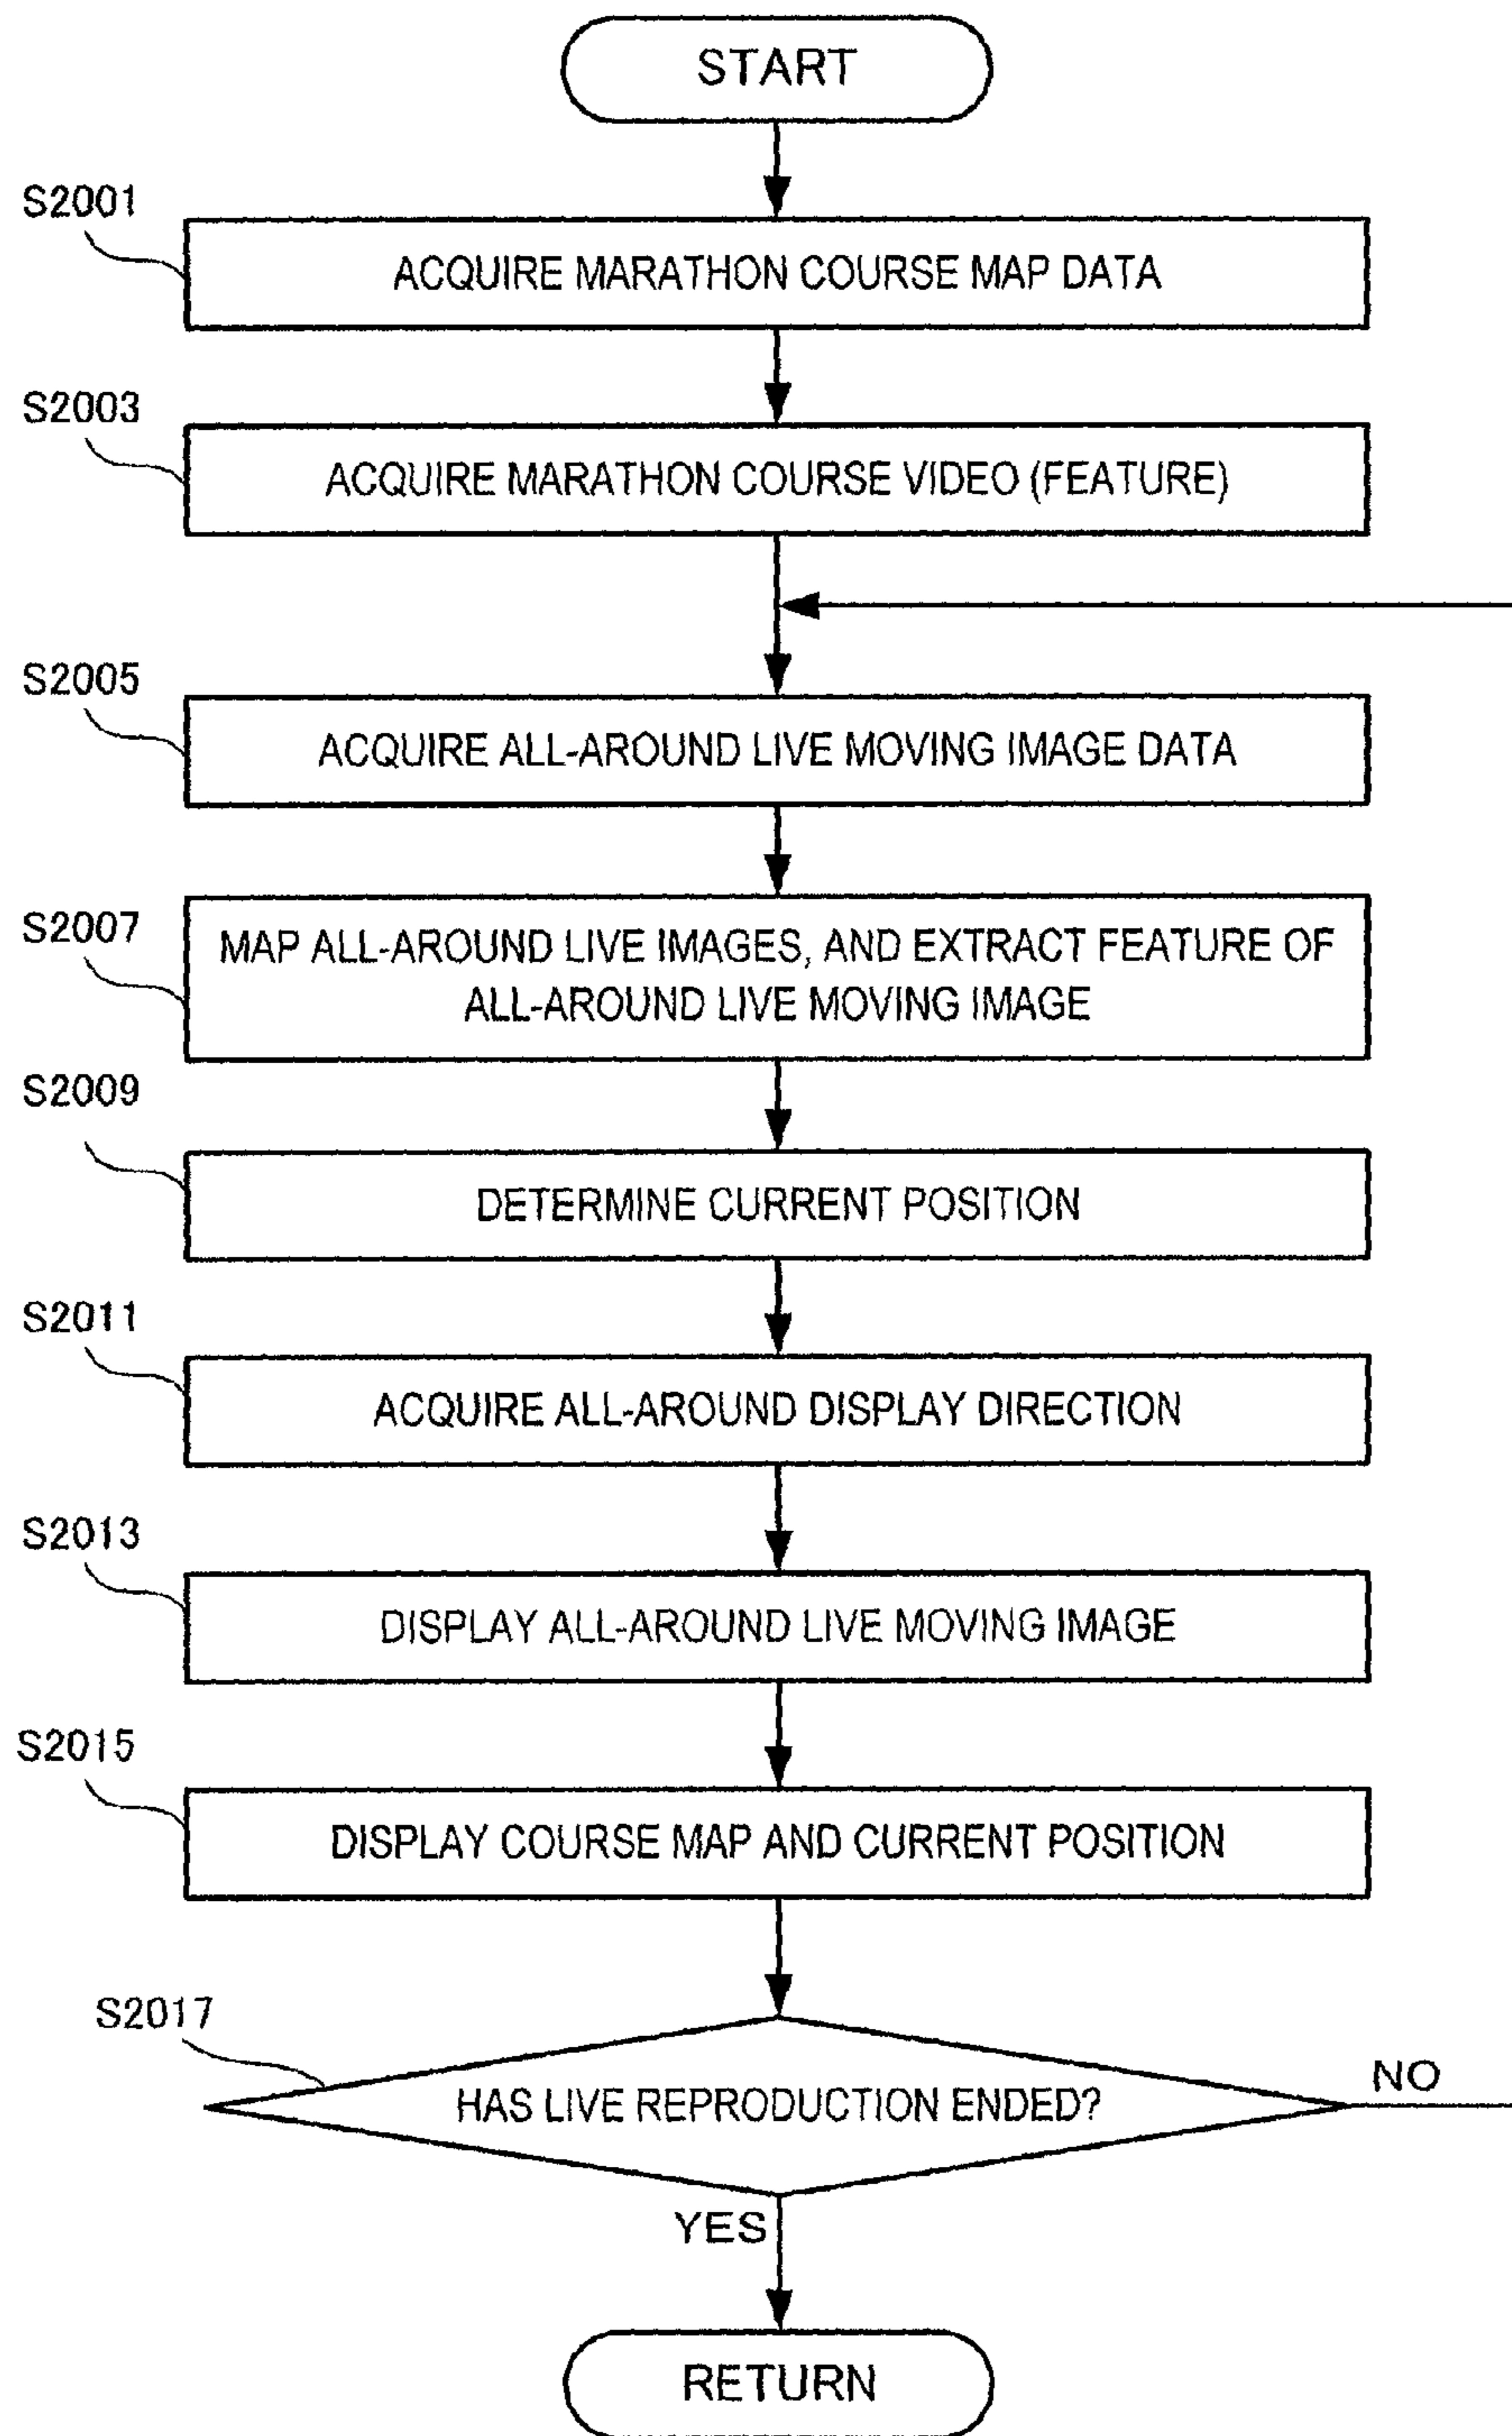 START
S2001
ACQUIRE MARATHON COURSE MAP DATA
S2003
ACQUIRE MARATHON COURSE VIDEO (FEATURE)
S2005
ACQUIRE ALL-AROUND LIVE MOVING IMAGE DATA
S2007
MAP ALL-AROUND LIVE IMAGES, AND EXTRACT FEATURE OF
ALL-AROUND LIVE MOVING IMAGE
S2009
DETERMINE CURRENT POSITION
S2011
ACQUIRE ALL-AROUND DISPLAY DIRECTION
S2013
DISPLAY ALL-AROUND LIVE MOVING IMAGE
S2015
DISPLAY COURSE MAP AND CURRENT POSITION
S2017
HAS LIVE REPRODUCTION ENDED?
NO
YES
RETURN